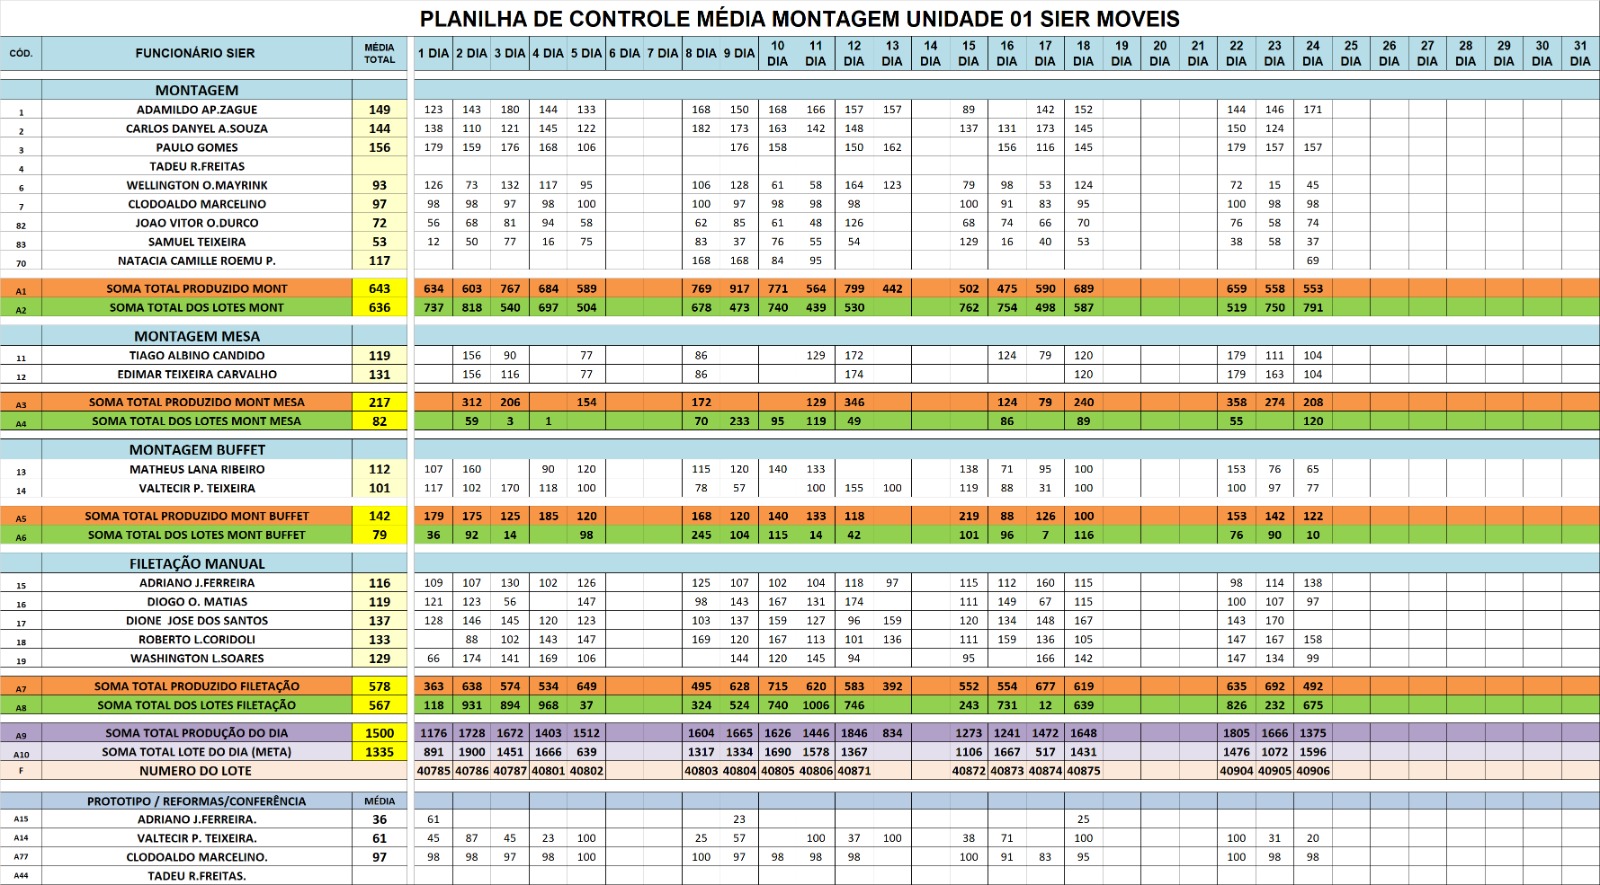 PLANILHA DE CONTROLE MÉDIA MONTAGEM UNIDADE 01 SIER MOVEIS
CÓD. FUNCIONÁRIO SIER MÉDIA TOTAL 1 DIA 2 DIA 3 DIA 4 DIA 5 DIA 6 DIA 7 DIA 8 DIA 9 DIA 10 DIA 11 DIA 12 DIA 13 DIA 14 DIA 15 DIA 16 DIA 17 DIA 18 DIA 19 DIA 20 DIA 21 DIA 22 DIA 23 DIA 24 DIA 25 DIA 26 DIA 27 DIA 28 DIA 29 DIA 30 DIA 31 DIA
MONTAGEM
1 ADAMILDO AP.ZAGUE 149 123 143 180 144 133 168 150 168 166 157 157 89 142 152 144 146 171
2 CARLOS DANYEL A.SOUZA 144 138 110 121 145 122 182 173 163 142 148 137 131 173 145 150 124
3 PAULO GOMES 156 179 159 176 168 106 176 158 150 162 156 116 145 179 157 157
4 TADEU R.FREITAS
6 WELLINGTON O.MAYRINK 93 126 73 132 117 95 106 128 61 58 164 123 79 98 53 124 72 15 45
7 CLODOALDO MARCELINO 97 98 98 97 98 100 100 97 98 98 98 100 91 83 95 100 98 98
82 JOAO VITOR O.DURCO 72 56 68 81 94 58 62 85 61 48 126 68 74 66 70 76 58 74
83 SAMUEL TEIXEIRA 53 12 50 77 16 75 83 37 76 55 54 129 16 40 53 38 58 37
70 NATACIA CAMILLE ROEMU P. 117 168 168 84 95 69
A1 SOMA TOTAL PRODUZIDO MONT 643 634 603 767 684 589 769 917 771 564 799 442 502 475 590 689 659 558 553
A2 SOMA TOTAL DOS LOTES MONT 636 737 818 540 697 504 678 473 740 439 530 762 754 498 587 519 750 791
MONTAGEM MESA
11 TIAGO ALBINO CANDIDO 119 156 90 77 86 129 172 124 79 120 179 111 104
12 EDIMAR TEIXEIRA CARVALHO 131 156 116 77 86 174 120 179 163 104
A3 SOMA TOTAL PRODUZIDO MONT MESA 217 312 206 154 172 129 346 124 79 240 358 274 208
A4 SOMA TOTAL DOS LOTES MONT MESA 82 59 3 1 70 233 95 119 49 86 89 55 120
MONTAGEM BUFFET
13 MATHEUS LANA RIBEIRO 112 107 160 90 120 115 120 140 133 138 71 95 100 153 76 65
14 VALTECIR P. TEIXEIRA 101 117 102 170 118 100 78 57 100 155 100 119 88 31 100 100 97 77
A5 SOMA TOTAL PRODUZIDO MONT BUFFET 142 179 175 125 185 120 168 120 140 133 118 219 88 126 100 153 142 122
A6 SOMA TOTAL DOS LOTES MONT BUFFET 79 36 92 14 98 245 104 115 14 42 101 96 7 116 76 90 10
FILETAÇÃO MANUAL
15 ADRIANO J.FERREIRA 116 109 107 130 102 126 125 107 102 104 118 97 115 112 160 115 98 114 138
16 DIOGO O. MATIAS 119 121 123 56 147 98 143 167 131 174 111 149 67 115 100 107 97
17 DIONE JOSE DOS SANTOS 137 128 146 145 120 123 103 137 159 127 96 159 120 134 148 167 143 170
18 ROBERTO L.CORIDOLI 133 88 102 143 147 169 120 167 113 101 136 111 159 136 105 147 167 158
19 WASHINGTON L.SOARES 129 66 174 141 169 106 144 120 145 94 95 166 142 147 134 99
A7 SOMA TOTAL PRODUZIDO FILETAÇÃO 578 363 638 574 534 649 495 628 715 620 583 392 552 554 677 619 635 692 492
A8 SOMA TOTAL DOS LOTES FILETAÇÃO 567 118 931 894 968 37 324 524 740 1006 746 243 731 12 639 826 232 675
A9 SOMA TOTAL PRODUÇÃO DO DIA 1500 1176 1728 1672 1403 1512 1604 1665 1626 1446 1846 834 1273 1241 1472 1648 1805 1666 1375
A10 SOMA TOTAL LOTE DO DIA (META) 1335 891 1900 1451 1666 639 1317 1334 1690 1578 1367 1106 1667 517 1431 1476 1072 1596
F NUMERO DO LOTE 40785 40786 40787 40801 40802 40803 40804 40805 40806 40871 40872 40873 40874 40875 40904 40905 40906
PROTOTIPO / REFORMAS/CONFERÊNCIA MÉDIA
A15 ADRIANO J.FERREIRA. 36 61 23 25
A14 VALTECIR P. TEIXEIRA. 61 45 87 45 23 100 25 57 100 37 100 38 71 100 100 31 20
A77 CLODOALDO MARCELINO. 97 98 98 97 98 100 100 97 98 98 98 100 91 83 95 100 98 98
A44 TADEU R.FREITAS.